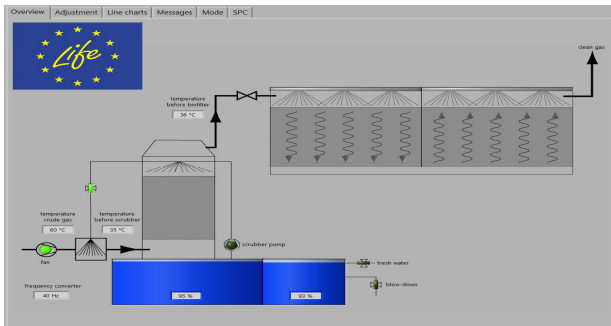 Overview
Adjustment
Line charts
Messages
Mode
SPC
Life
clean gas
temperature
before biofilter
36 °C
temperature
crude gas
60 °C
temperature
before scrubber
35 °C
scrubber pump
fan
fresh water
frequency converter
40 Hz
95 %
93 %
blow-down